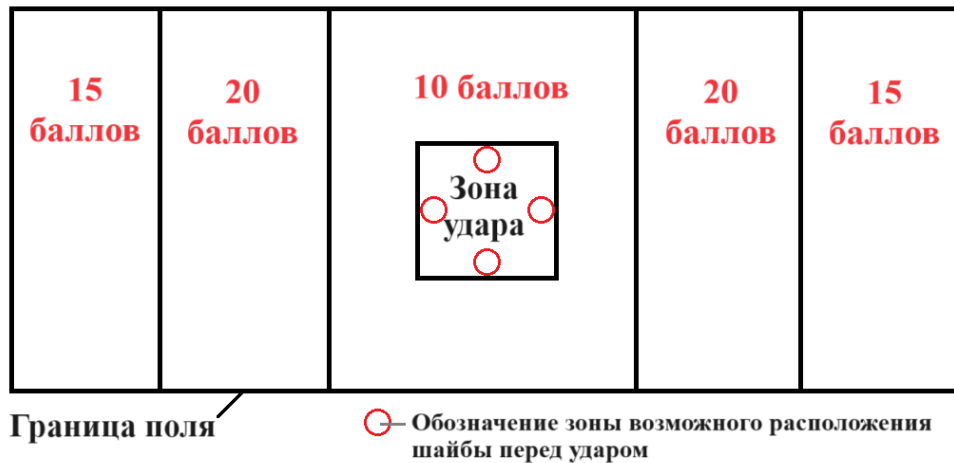 15
баллов
20
баллов
10 баллов
20
баллов
15
баллов
Зона
удара
Граница поля
Обозначение зоны возможного расположения
шайбы перед ударом